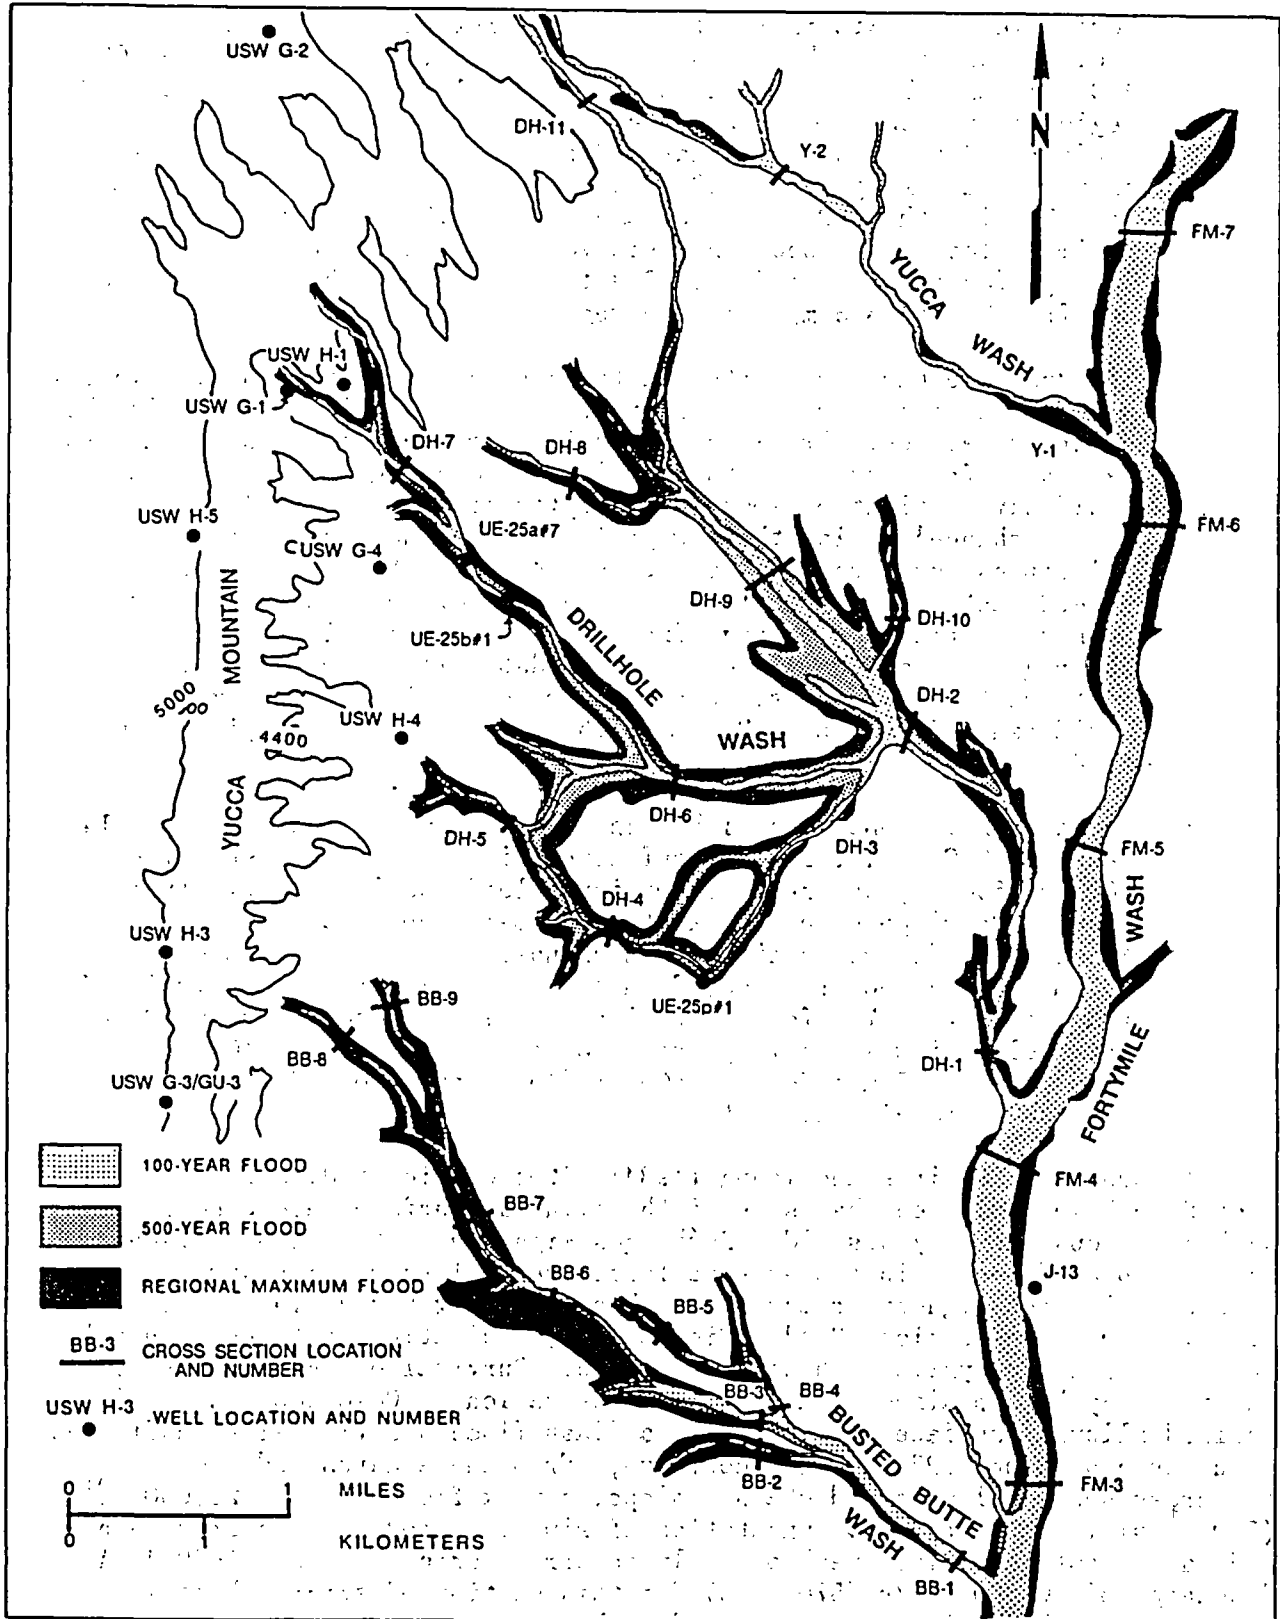 USW G-2
DH-11
Y-2
N
FM-7
YUCCA
WASH
USW H-1
USW G-1
DH-7
DH-8
Y-1
USW H-5
UE-25a#7
FM-6
USW G-4
DH-9
DH-10
UE-25b#1
DRILLHOLE
MOUNTAIN
5000
USW H-4
4400
WASH
DH-2
YUCCA
DH-5
DH-6
DH-3
FM-5
WASH
DH-4
USW H-3
UE-25p#1
BB-9
BB-8
DH-1
FORTYMILE
USW G-3/GU-3
100-YEAR FLOOD
FM-4
BB-7
500-YEAR FLOOD
BB-6
J-13
REGIONAL MAXIMUM FLOOD
BB-5
BB-3
CROSS SECTION LOCATION
AND NUMBER
BB-3
BB-4
USW H-3
WELL LOCATION AND NUMBER
BUSTED
BUTTE
WASH
BB-2
FM-3
0 1
MILES
0 1
KILOMETERS
BB-1